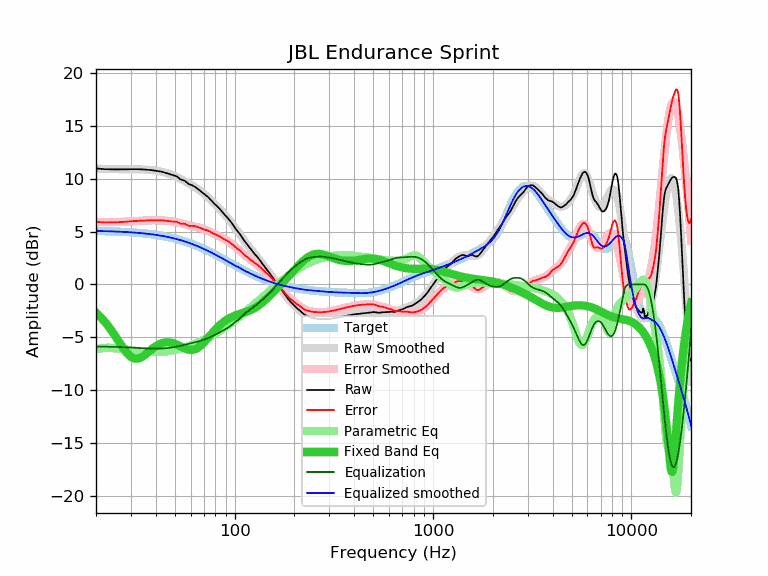 JBL Endurance Sprint
20
15
10
5
0
−5
−10
−15
−20
Amplitude (dBr)
Target
Raw Smoothed
Error Smoothed
Raw
Error
Parametric Eq
Fixed Band Eq
Equalization
Equalized smoothed
100
1000
10000
Frequency (Hz)